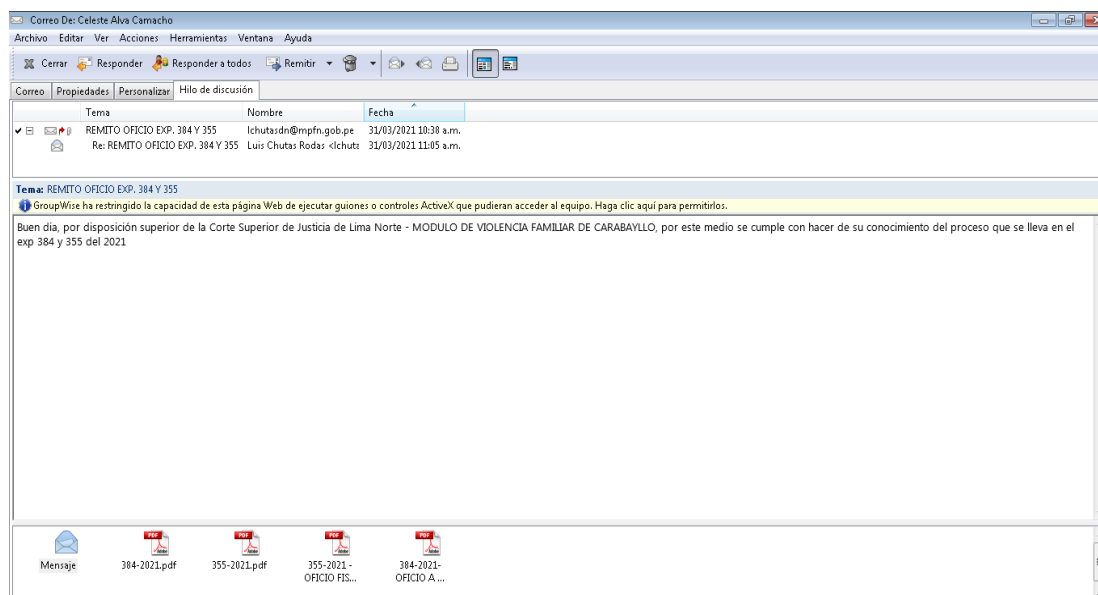 Correo De: Celeste Alva Camacho
Archivo Editar Ver Acciones Herramientas Ventana Ayuda
Cerrar Responder Responder a todos Remitir
Correo Propiedades Personalizar Hilo de discusión
Tema Nombre Fecha
REMITO OFICIO EXP. 384 Y 355 lchutasdn@mpfn.gob.pe 31/03/2021 10:38 a.m.
Re: REMITO OFICIO EXP. 384 Y 355 Luis Chutas Rodas <lchuta 31/03/2021 11:05 a.m.
Tema: REMITO OFICIO EXP. 384 Y 355
GroupWise ha restringido la capacidad de esta página Web de ejecutar guiones o controles ActiveX que pudieran acceder al equipo. Haga clic aquí para permitirlos.
Buen dia, por disposición superior de la Corte Superior de Justicia de Lima Norte - MODULO DE VIOLENCIA FAMILIAR DE CARABAYLLO, por este medio se cumple con hacer de su conocimiento del proceso que se lleva en el
exp 384 y 355 del 2021
Mensaje 384-2021.pdf 355-2021.pdf 355-2021 - 384-2021-
OFICIO FIS... OFICIO A ...